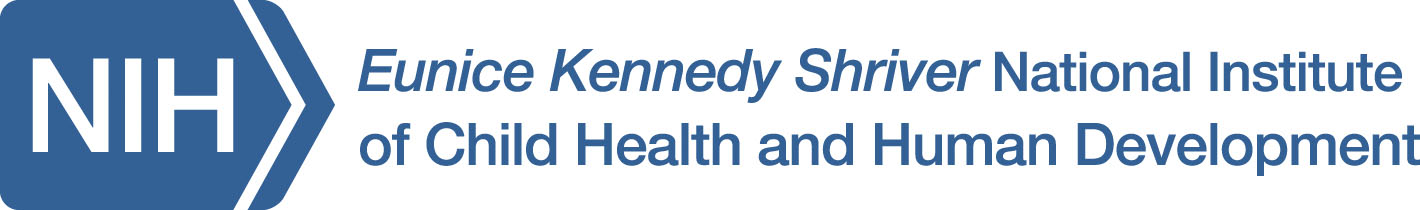 NIH
Eunice Kennedy Shriver National Institute
of Child Health and Human Development